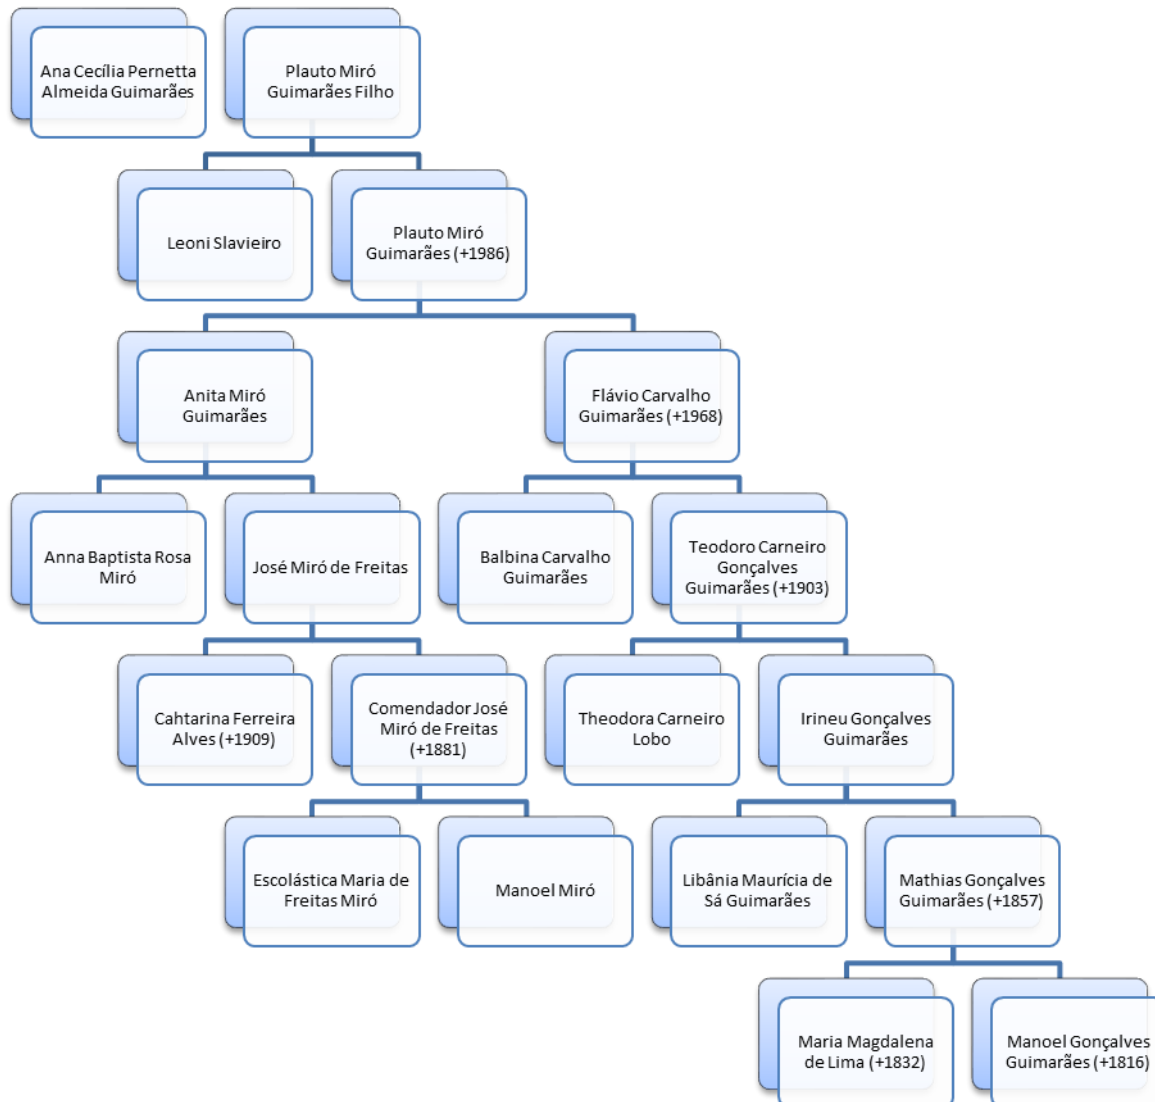 Ana Cecília Pernetta
Almeida Guimarães
Plauto Miró
Guimarães Filho
Leoni Slavieiro
Plauto Miró
Guimarães (+1986)
Anita Miró
Guimarães
Flávio Carvalho
Guimarães (+1968)
Anna Baptista Rosa
Miró
José Miró de Freitas
Balbina Carvalho
Guimarães
Teodoro Carneiro
Gonçalves
Guimarães (+1903)
Cahtarina Ferreira
Alves (+1909)
Comendador José
Miró de Freitas
(+1881)
Theodora Carneiro
Lobo
Irineu Gonçalves
Guimarães
Escolástica Maria de
Freitas Miró
Manoel Miró
Libânia Maurícia de
Sá Guimarães
Mathias Gonçalves
Guimarães (+1857)
Maria Magdalena
de Lima (+1832)
Manoel Gonçalves
Guimarães (+1816)